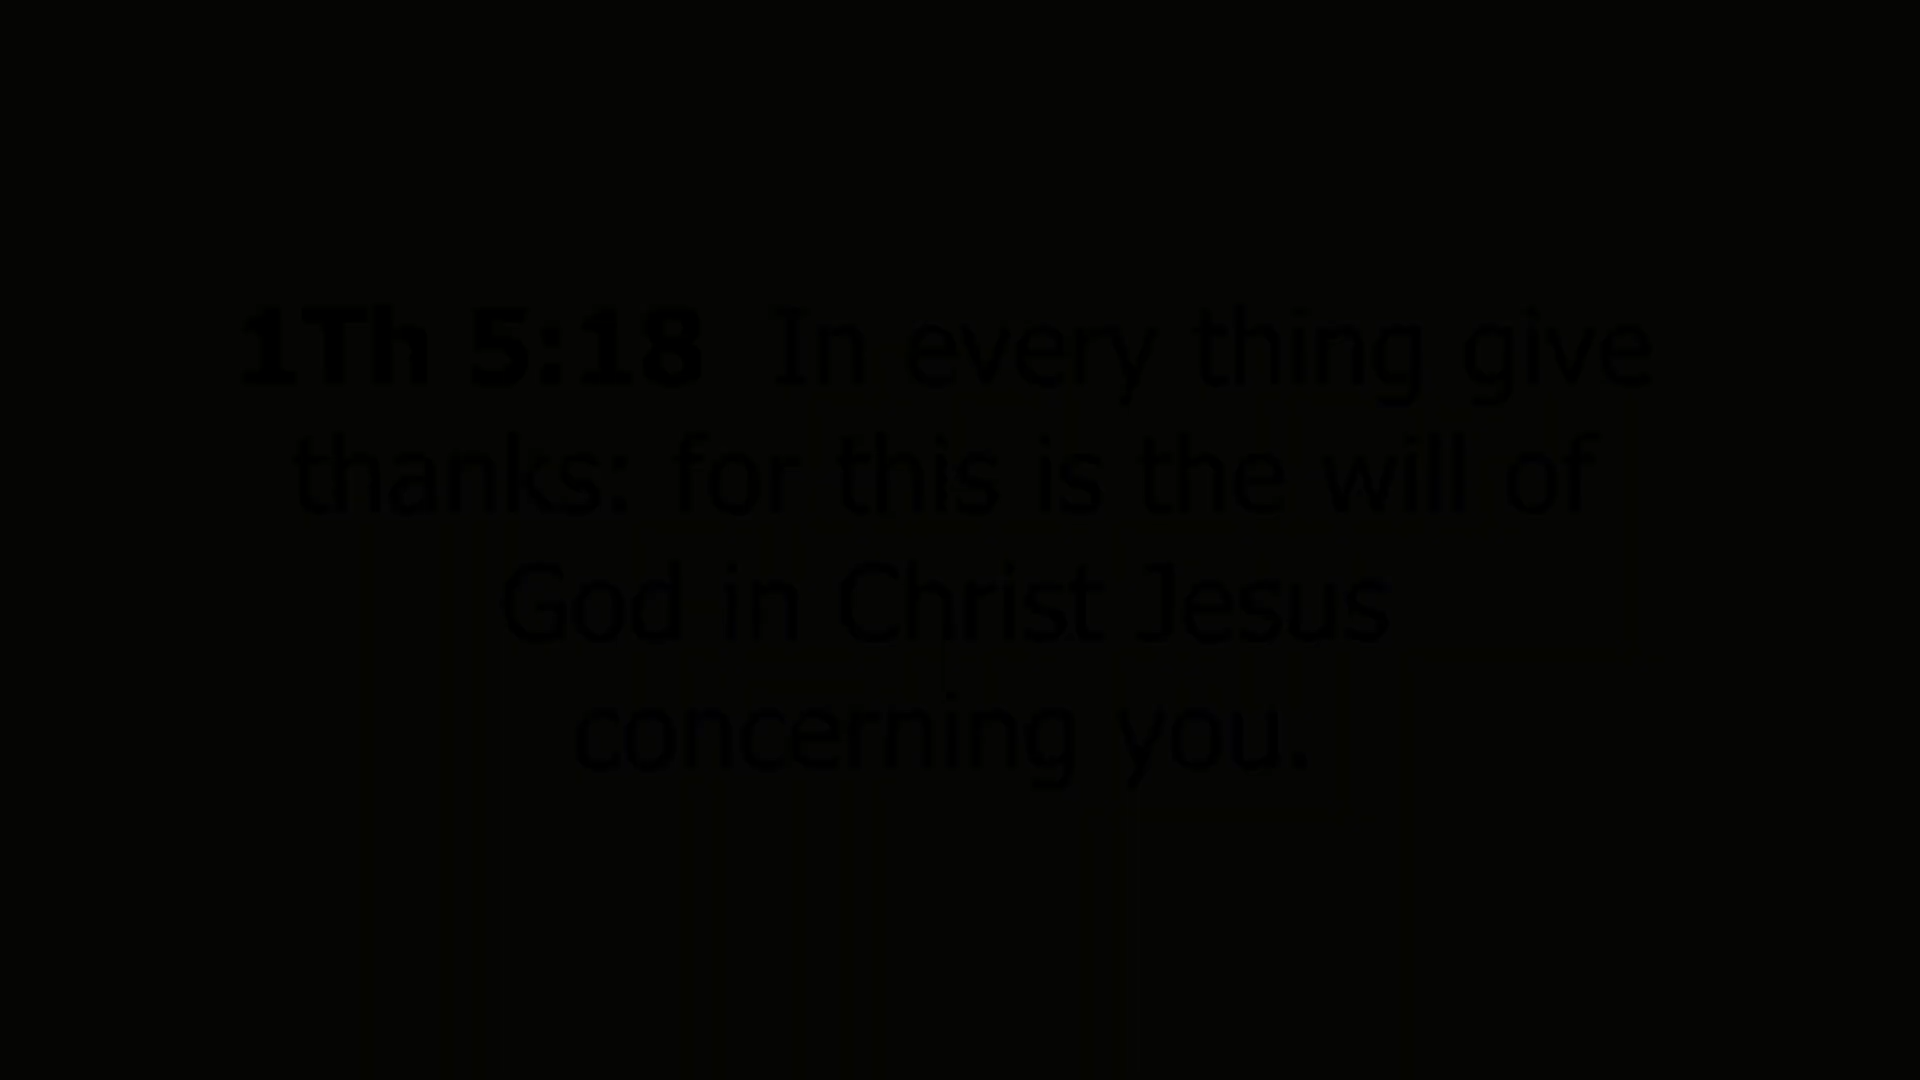 1Th 5:18  In every thing give
thanks: for this is the will of
God in Christ Jesus
concerning you.